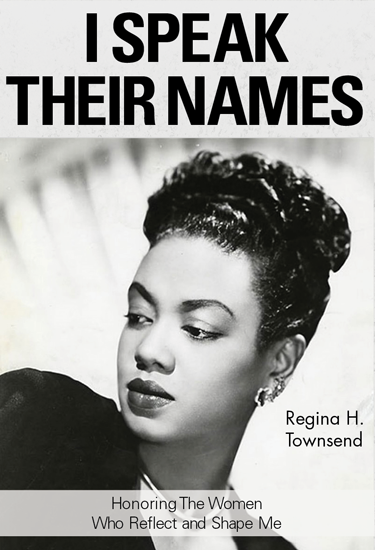 I SPEAK
THEIR NAMES
Regina H.
Townsend
Honoring The Women
Who Reflect and Shape Me